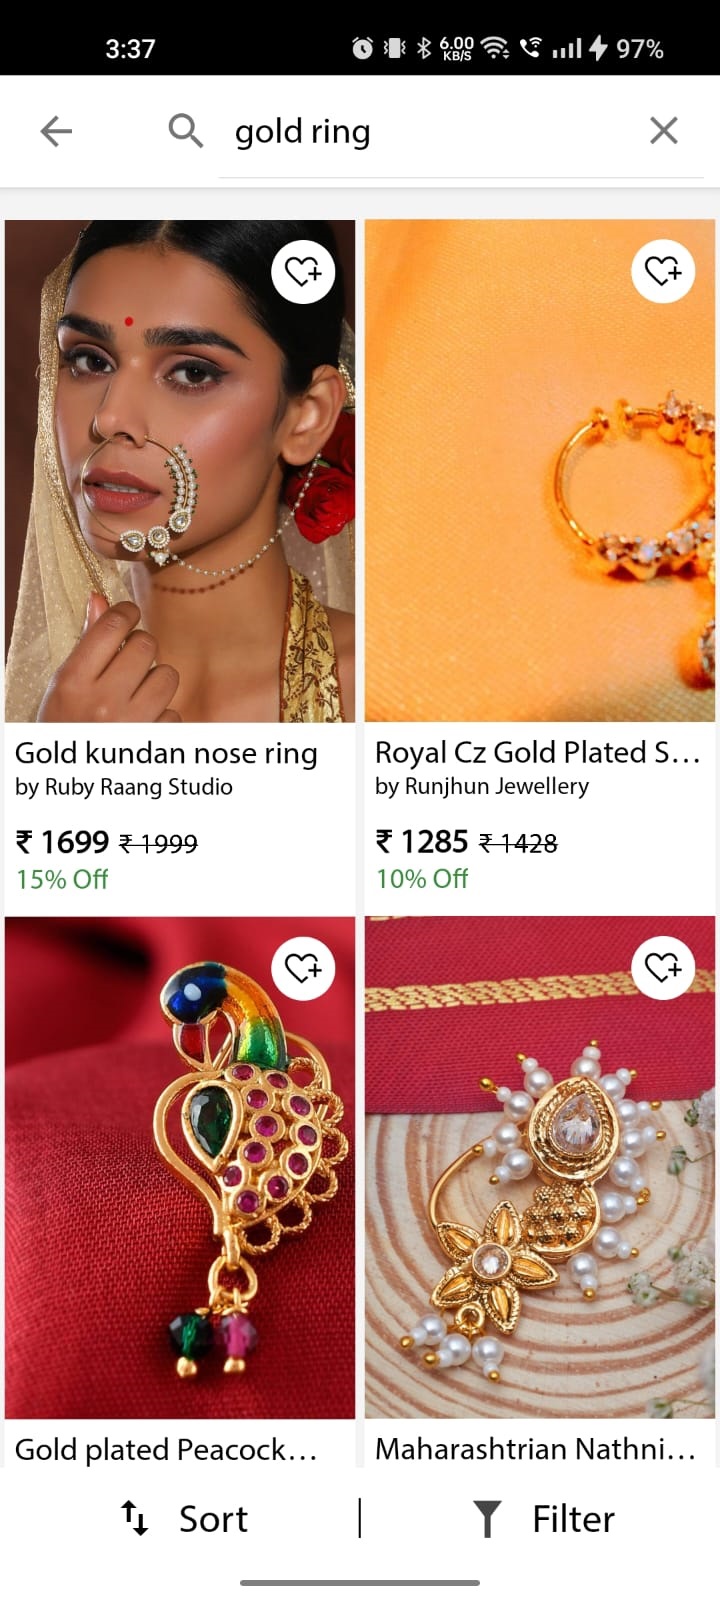 3:37 6.00 KB/S 97%
gold ring
Gold kundan nose ring
by Ruby Raang Studio
₹ 1699 ₹ 1999
15% Off
Royal Cz Gold Plated S...
by Runjhun Jewellery
₹ 1285 ₹ 1428
10% Off
Gold plated Peacock...
Maharashtrian Nathni...
Sort | Filter